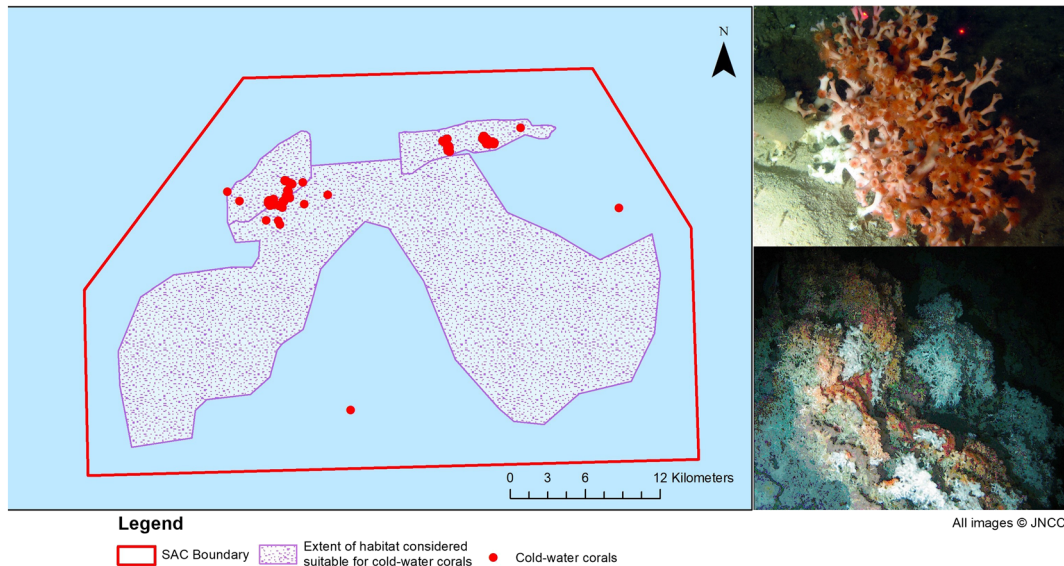 N
0 3 6 12 Kilometers
All images © JNCC
Legend
SAC Boundary
Extent of habitat considered
suitable for cold-water corals
Cold-water corals